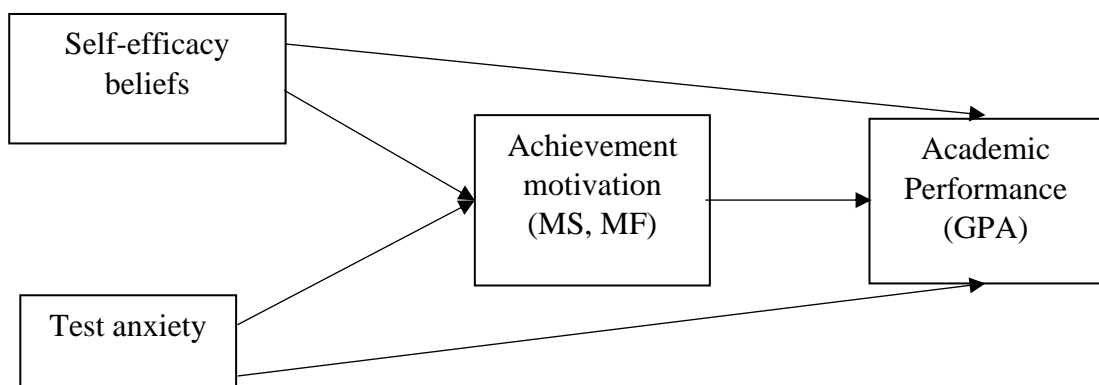 Self-efficacy
beliefs
Achievement
motivation
(MS, MF)
Academic
Performance
(GPA)
Test anxiety